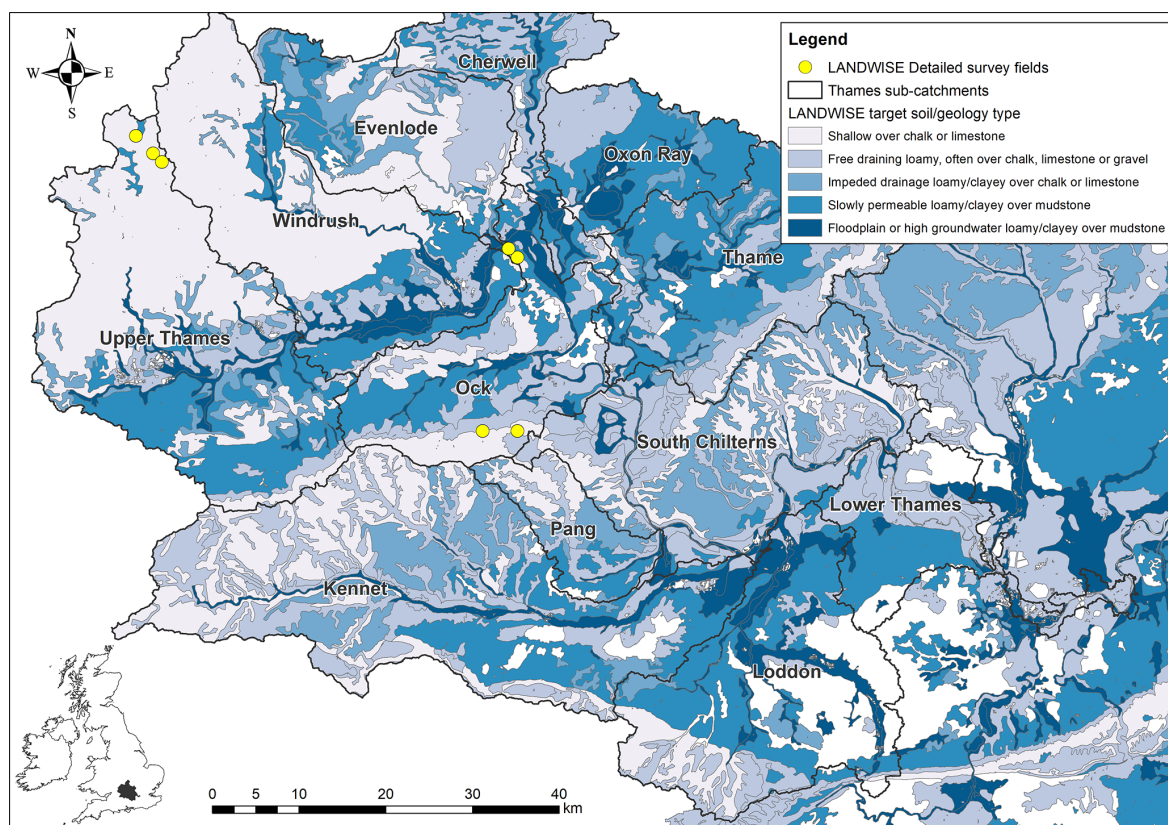 N
W
E
S
Cherwell
Evenlode
Oxon Ray
Windrush
Thame
Upper Thames
Ock
South Chilterns
Lower Thames
Pang
Kennet
Loddon
Legend
LANDWISE Detailed survey fields
Thames sub-catchments
LANDWISE target soil/geology type
Shallow over chalk or limestone
Free draining loamy, often over chalk, limestone or gravel
Impeded drainage loamy/clayey over chalk or limestone
Slowly permeable loamy/clayey over mudstone
Floodplain or high groundwater loamy/clayey over mudstone
0 5 10 20 30 40
km